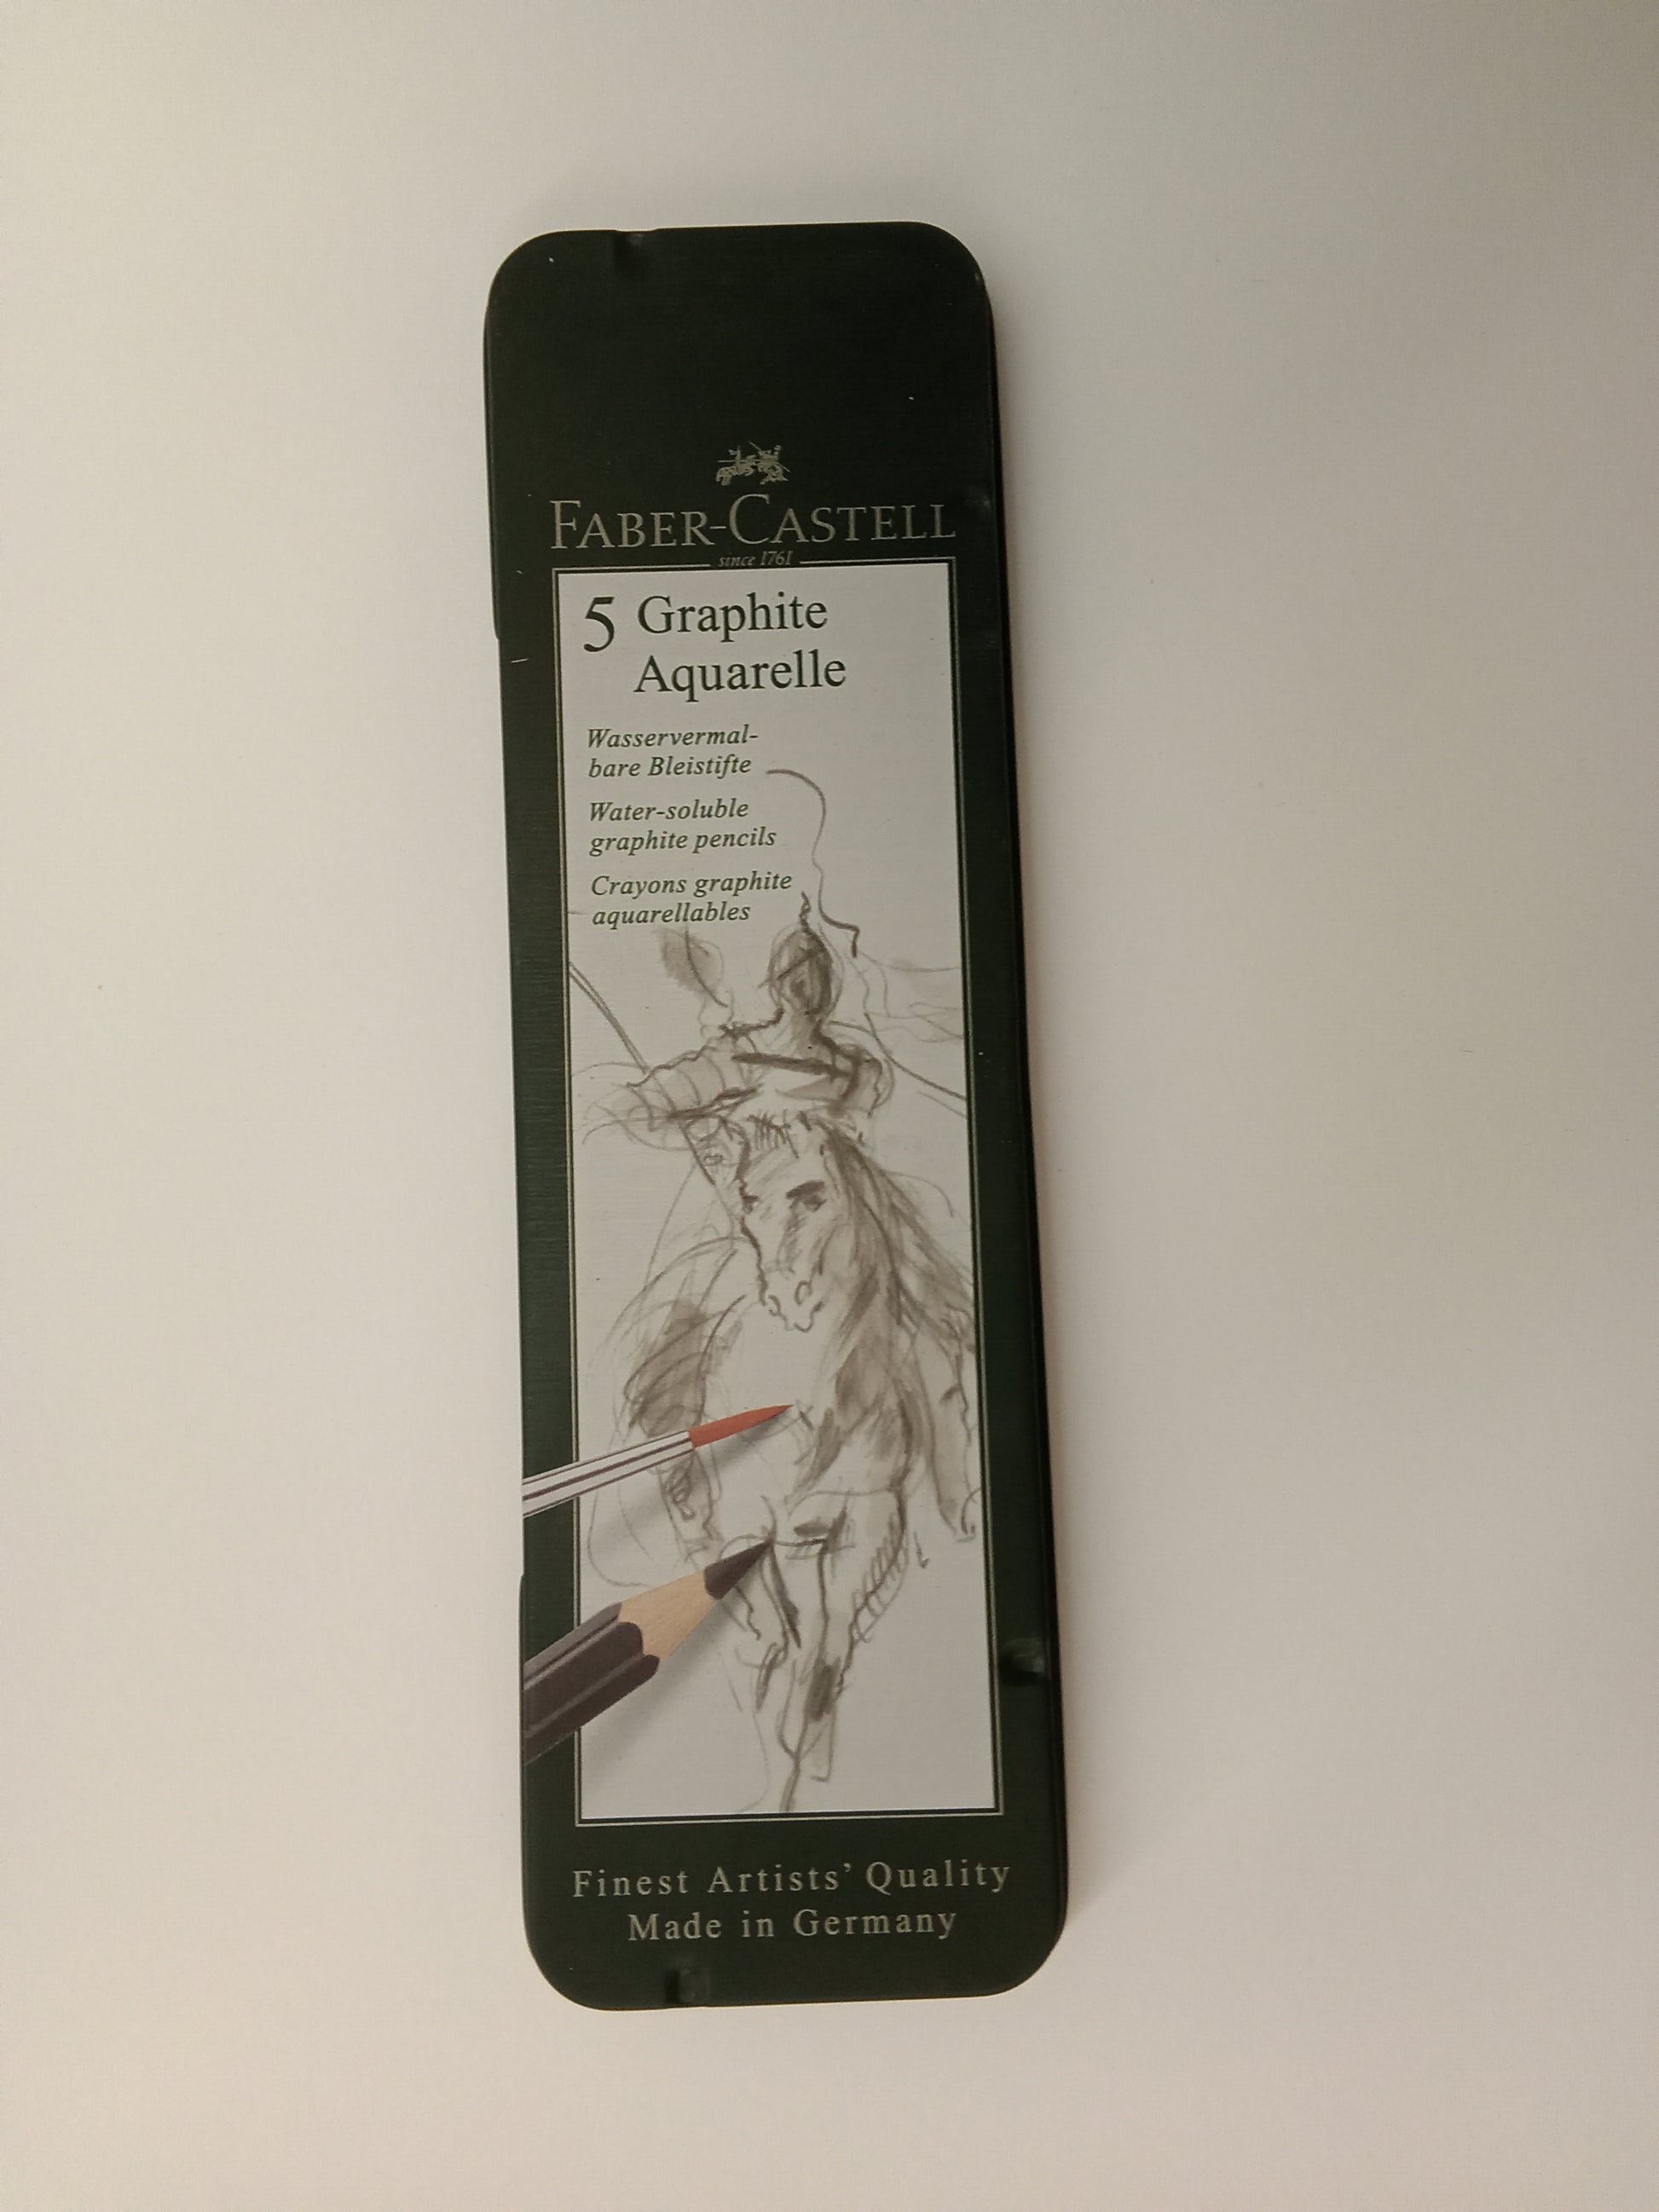 FABER-CASTELL
since 1761
5 Graphite
Aquarelle
Wasservermal-
bare Bleistifte
Water-soluble
graphite pencils
Crayons graphite
aquarellables
Finest Artists' Quality
Made in Germany